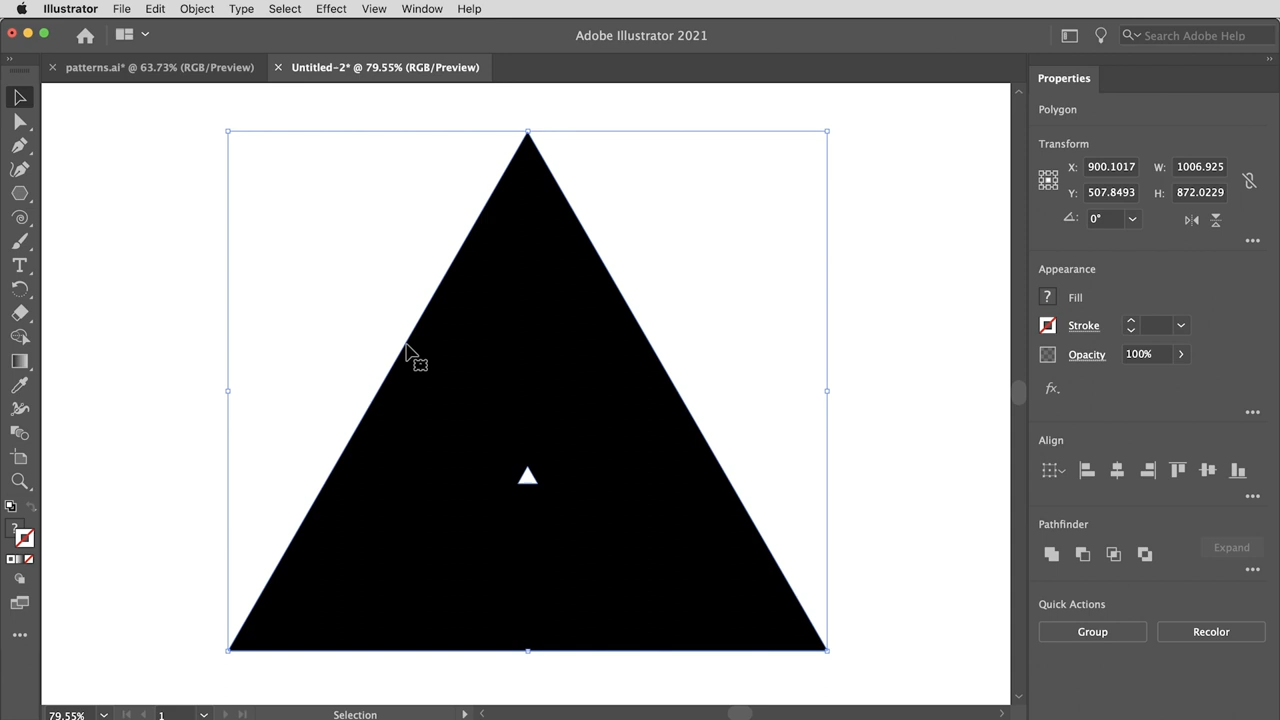 Illustrator File Edit Object Type Select Effect View Window Help
Adobe Illustrator 2021
Search Adobe Help
patterns.ai* @ 63.73% (RGB/Preview)
Untitled-2* @ 79.55% (RGB/Preview)
Properties
Polygon
Transform
X: 900.1017 W: 1006.925
Y: 507.8493 H: 872.0229
0°
Appearance
? Fill
Stroke
Opacity 100%
fx.
Align
Pathfinder
Expand
Quick Actions
Group Recolor
79.55% 1 Selection